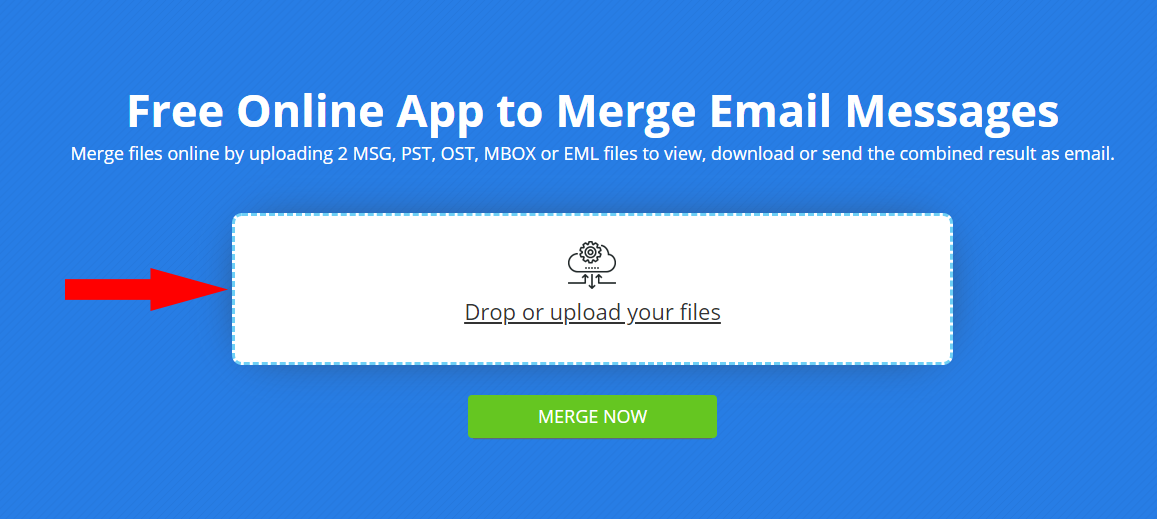 Free Online App to Merge Email Messages
Merge files online by uploading 2 MSG, PST, OST, MBOX or EML files to view, download or send the combined result as email.
Drop or upload your files
MERGE NOW